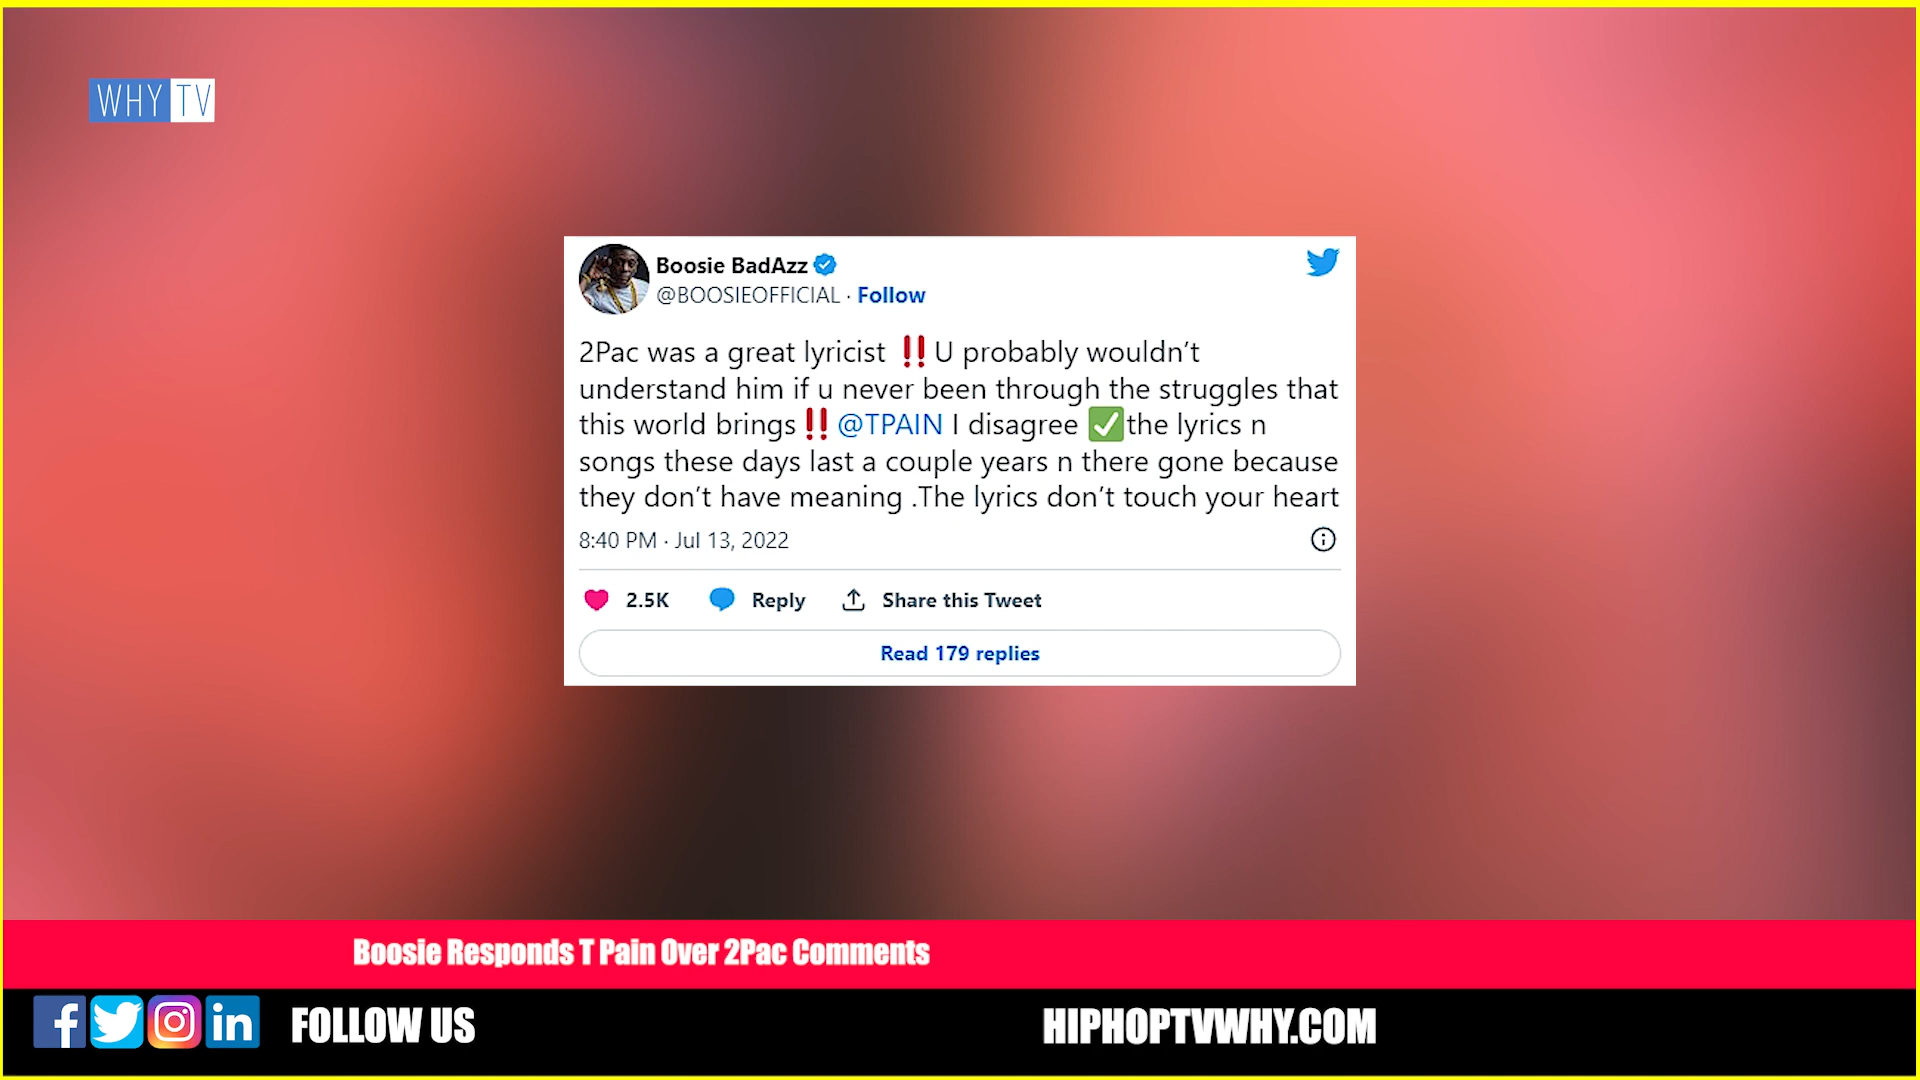 WHY TV
Boosie BadAzz
@BOOSIEOFFICIAL · Follow
2Pac was a great lyricist ‼️U probably wouldn’t
understand him if u never been through the struggles that
this world brings‼️@TPAIN I disagree ✅the lyrics n
songs these days last a couple years n there gone because
they don’t have meaning .The lyrics don’t touch your heart
8:40 PM · Jul 13, 2022
2.5K Reply Share this Tweet
Read 179 replies
Boosie Responds T Pain Over 2Pac Comments
FOLLOW US
HIPHOPTVWHY.COM